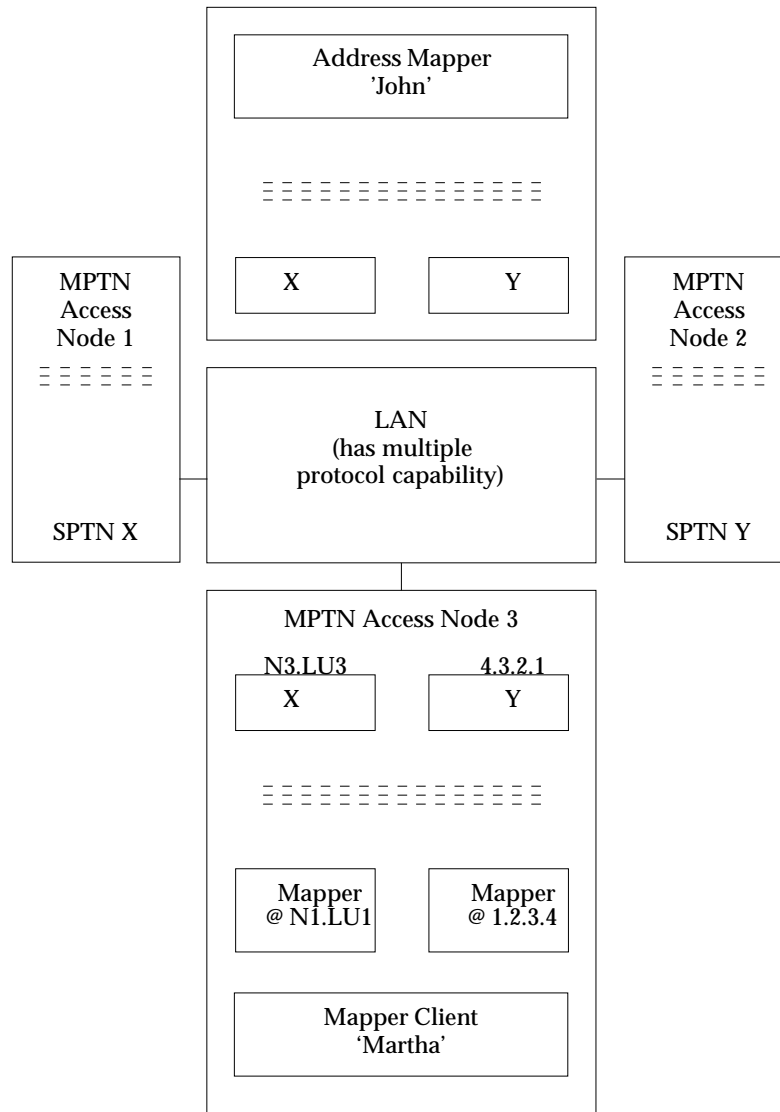 Address Mapper
'John'
X
Y
MPTN
Access
Node 1
SPTN X
LAN
(has multiple
protocol capability)
MPTN
Access
Node 2
SPTN Y
MPTN Access Node 3
N3.LU3
4.3.2.1
X
Y
Mapper
@ N1.LU1
Mapper
@ 1.2.3.4
Mapper Client
‘Martha’